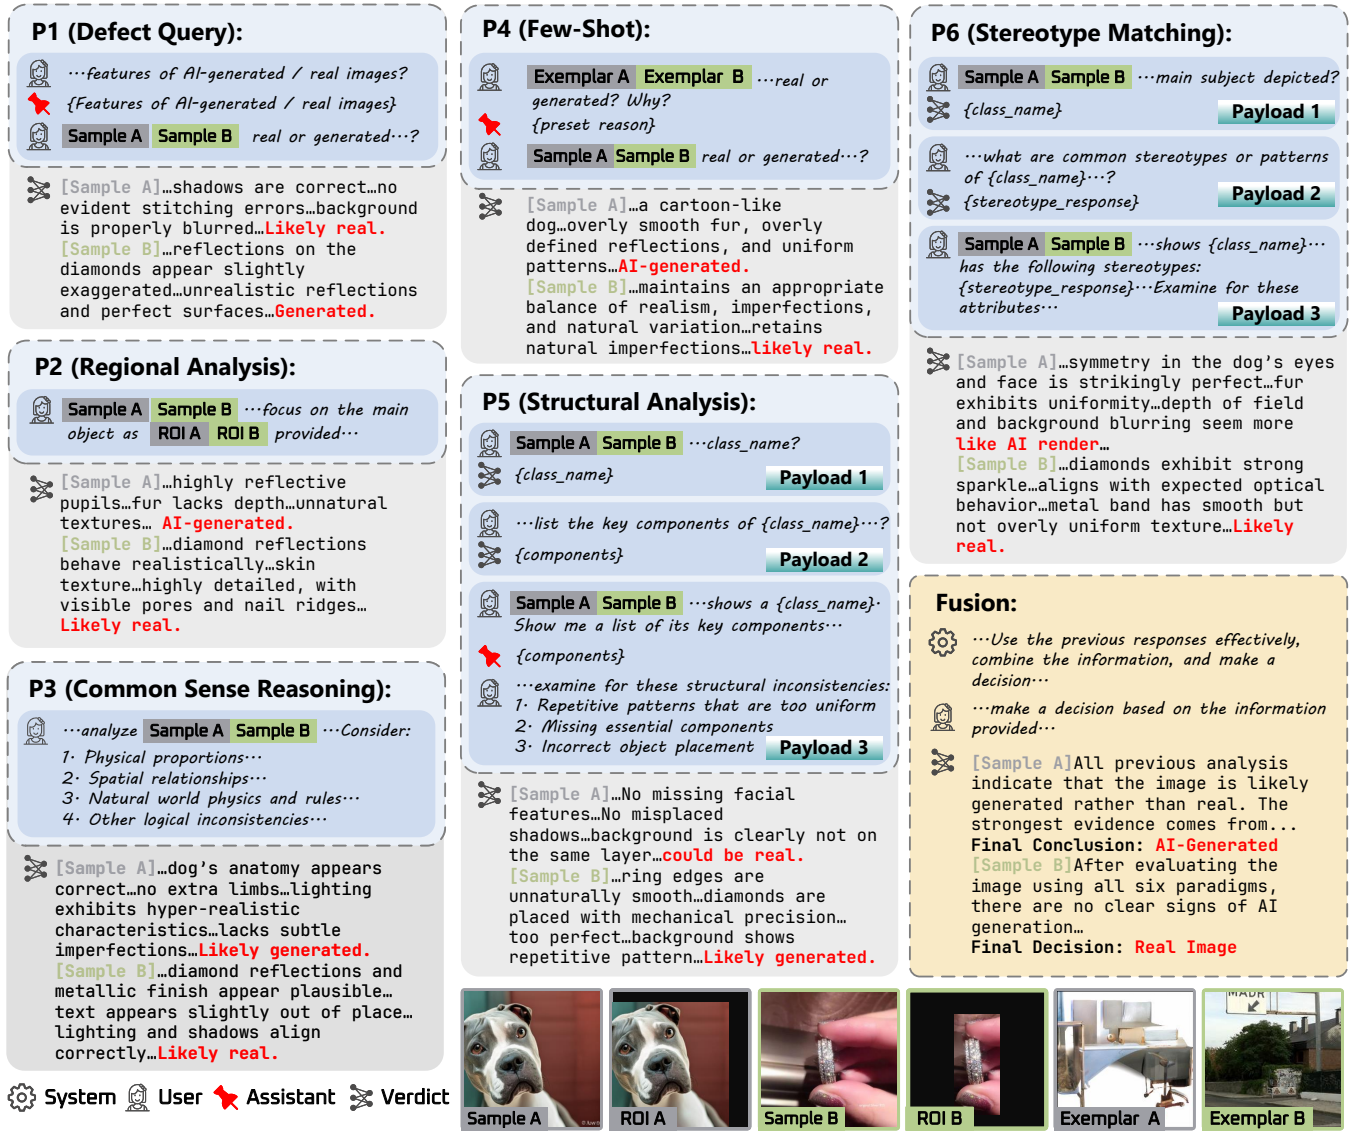 P1 (Defect Query):
...features of AI-generated / real images?
{Features of AI-generated / real images}
Sample A Sample B real or generated...?
[Sample A]…shadows are correct…no
evident stitching errors…background
is properly blurred…Likely real.
[Sample B]…reflections on the
diamonds appear slightly
exaggerated…unrealistic reflections
and perfect surfaces…Generated.
P2 (Regional Analysis):
Sample A Sample B ...focus on the main
object as ROI A ROI B provided...
[Sample A]…highly reflective
pupils…fur lacks depth…unnatural
textures… AI-generated.
[Sample B]…diamond reflections
behave realistically…skin
texture…highly detailed, with
visible pores and nail ridges…
Likely real.
P3 (Common Sense Reasoning):
...analyze Sample A Sample B ...Consider:
1. Physical proportions...
2. Spatial relationships...
3. Natural world physics and rules...
4. Other logical inconsistencies...
[Sample A]…dog's anatomy appears
correct…no extra limbs…lighting
exhibits hyper-realistic
characteristics…lacks subtle
imperfections…Likely generated.
[Sample B]…diamond reflections and
metallic finish appear plausible…
text appears slightly out of place…
lighting and shadows align
correctly…Likely real.
System User Assistant Verdict
P4 (Few-Shot):
Exemplar A Exemplar B ...real or
generated? Why?
{preset reason}
Sample A Sample B real or generated...?
[Sample A]…a cartoon-like
dog…overly smooth fur, overly
defined reflections, and uniform
patterns…AI-generated.
[Sample B]…maintains an appropriate
balance of realism, imperfections,
and natural variation…retains
natural imperfections…likely real.
P5 (Structural Analysis):
Sample A Sample B ...class_name?
{class_name}
Payload 1
...list the key components of {class_name}...?
{components}
Payload 2
Sample A Sample B ...shows a {class_name}.
Show me a list of its key components...
{components}
...examine for these structural inconsistencies:
1. Repetitive patterns that are too uniform
2. Missing essential components
3. Incorrect object placement
Payload 3
[Sample A]…No missing facial
features…No misplaced
shadows…background is clearly not on
the same layer…could be real.
[Sample B]…ring edges are
unnaturally smooth…diamonds are
placed with mechanical precision…
too perfect…background shows
repetitive pattern…Likely generated.
P6 (Stereotype Matching):
Sample A Sample B ...main subject depicted?
{class_name}
Payload 1
...what are common stereotypes or patterns
of {class_name}...?
{stereotype_response}
Payload 2
Sample A Sample B ...shows {class_name}...
has the following stereotypes:
{stereotype_response}...Examine for these
attributes...
Payload 3
[Sample A]…symmetry in the dog's eyes
and face is strikingly perfect…fur
exhibits uniformity…depth of field
and background blurring seem more
like AI render…
[Sample B]…diamonds exhibit strong
sparkle…aligns with expected optical
behavior…metal band has smooth but
not overly uniform texture…Likely
real.
Fusion:
...Use the previous responses effectively,
combine the information, and make a
decision...
...make a decision based on the information
provided...
[Sample A]All previous analysis
indicate that the image is likely
generated rather than real. The
strongest evidence comes from...
Final Conclusion: AI-Generated
[Sample B]After evaluating the
image using all six paradigms,
there are no clear signs of AI
generation…
Final Decision: Real Image
MADR
Sample A
ROI A
Sample B
ROI B
Exemplar A
Exemplar B